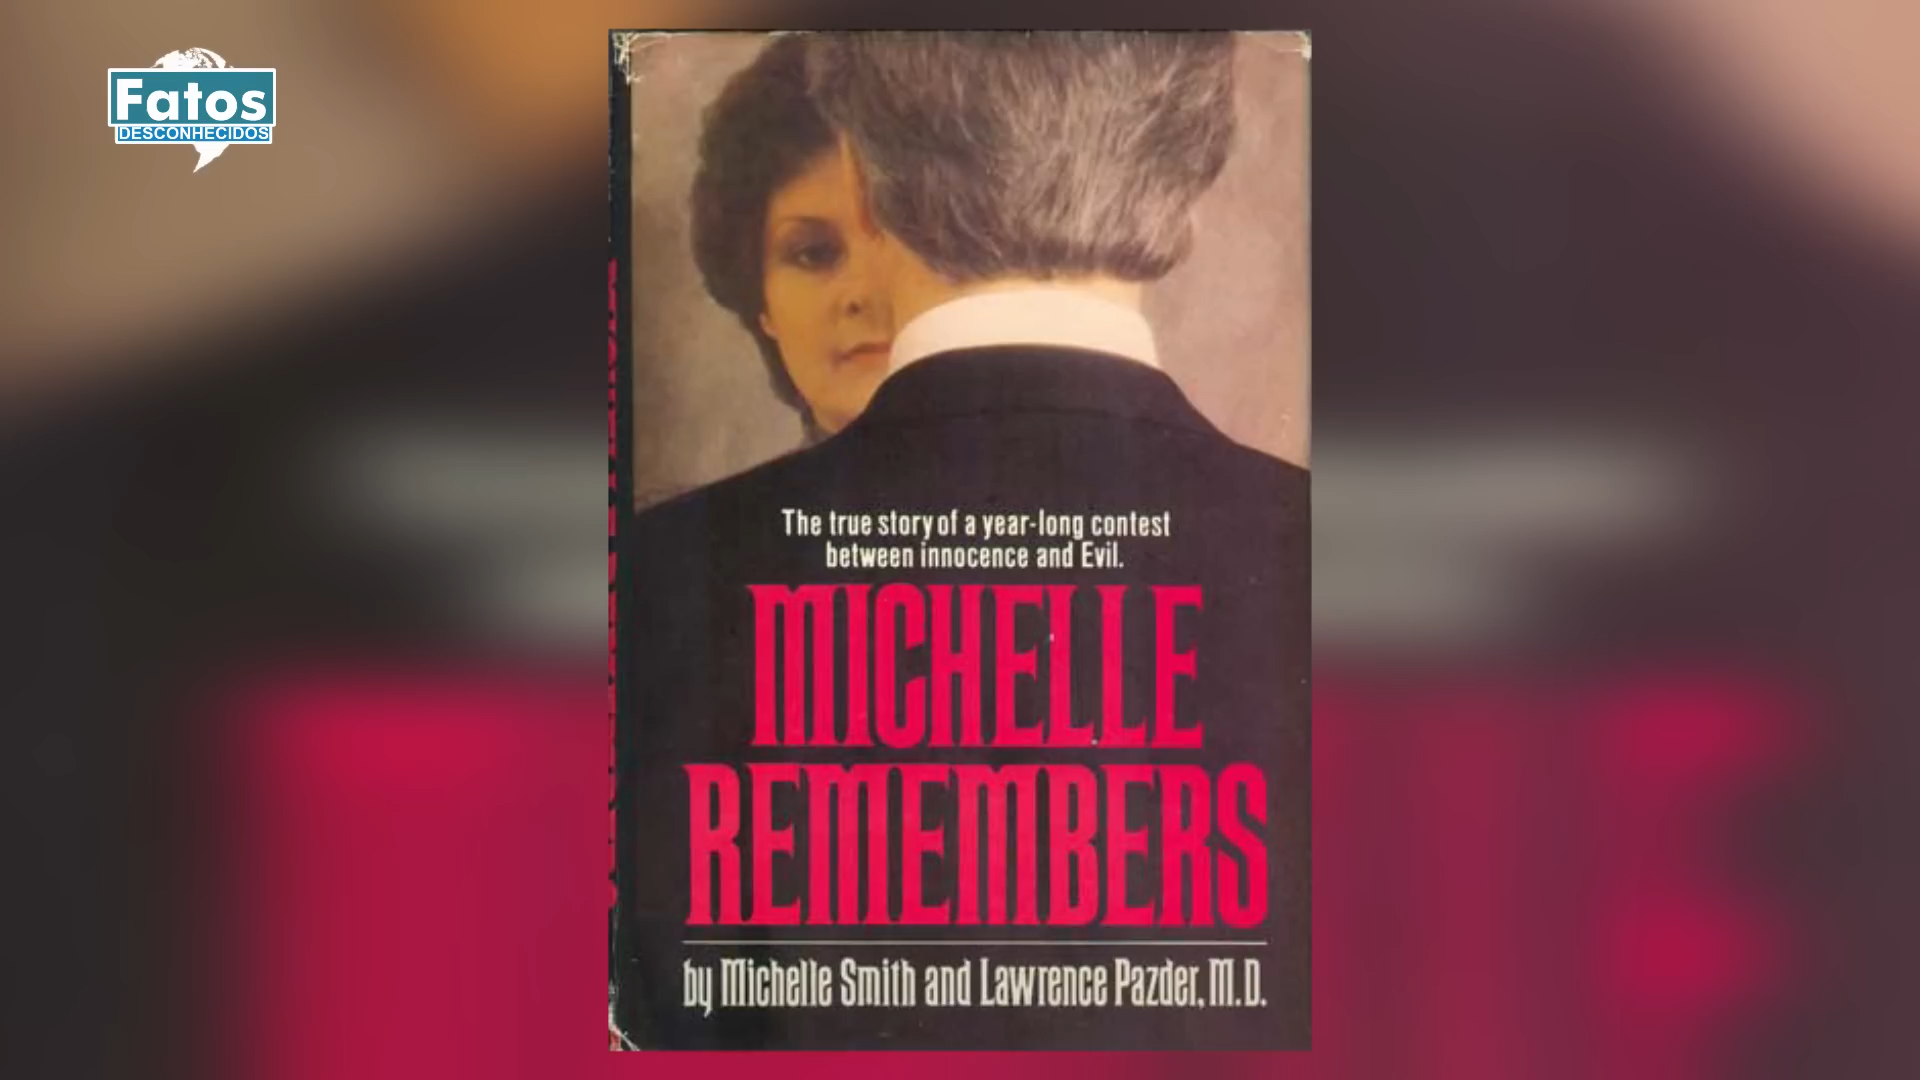 Fatos
DESCONHECIDOS
The true story of a year-long contest
between innocence and Evil.
MICHELLE
REMEMBERS
by Michelle Smith and Lawrence Pazder, M.D.